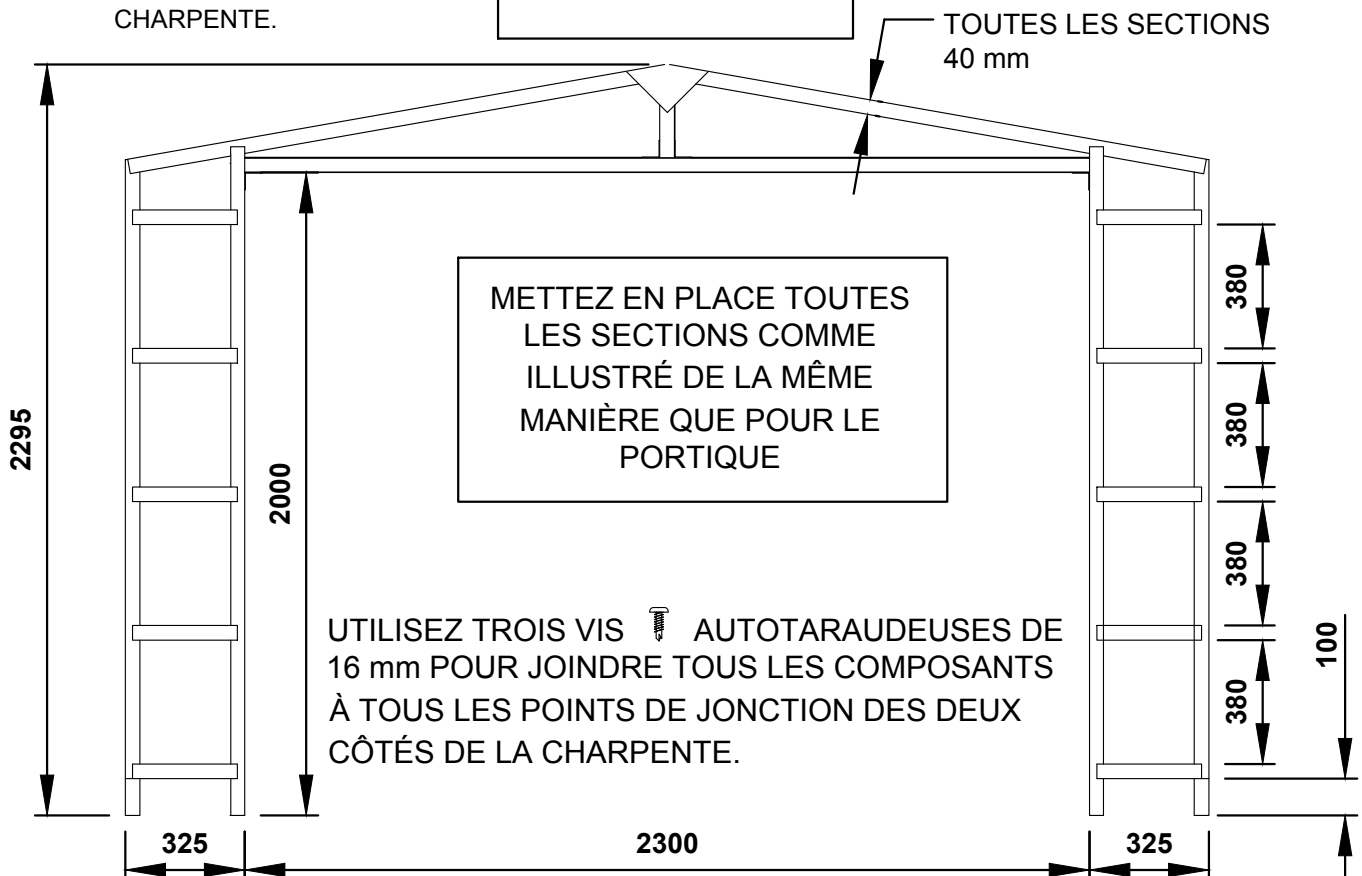 CHARPENTE.
TOUTES LES SECTIONS
40 mm
METTEZ EN PLACE TOUTES
LES SECTIONS COMME
ILLUSTRÉ DE LA MÊME
MANIÈRE QUE POUR LE
PORTIQUE
2295
2000
380
380
380
380
100
UTILISEZ TROIS VIS AUTOTARAUDEUSES DE
16 mm POUR JOINDRE TOUS LES COMPOSANTS
À TOUS LES POINTS DE JONCTION DES DEUX
CÔTÉS DE LA CHARPENTE.
325
2300
325